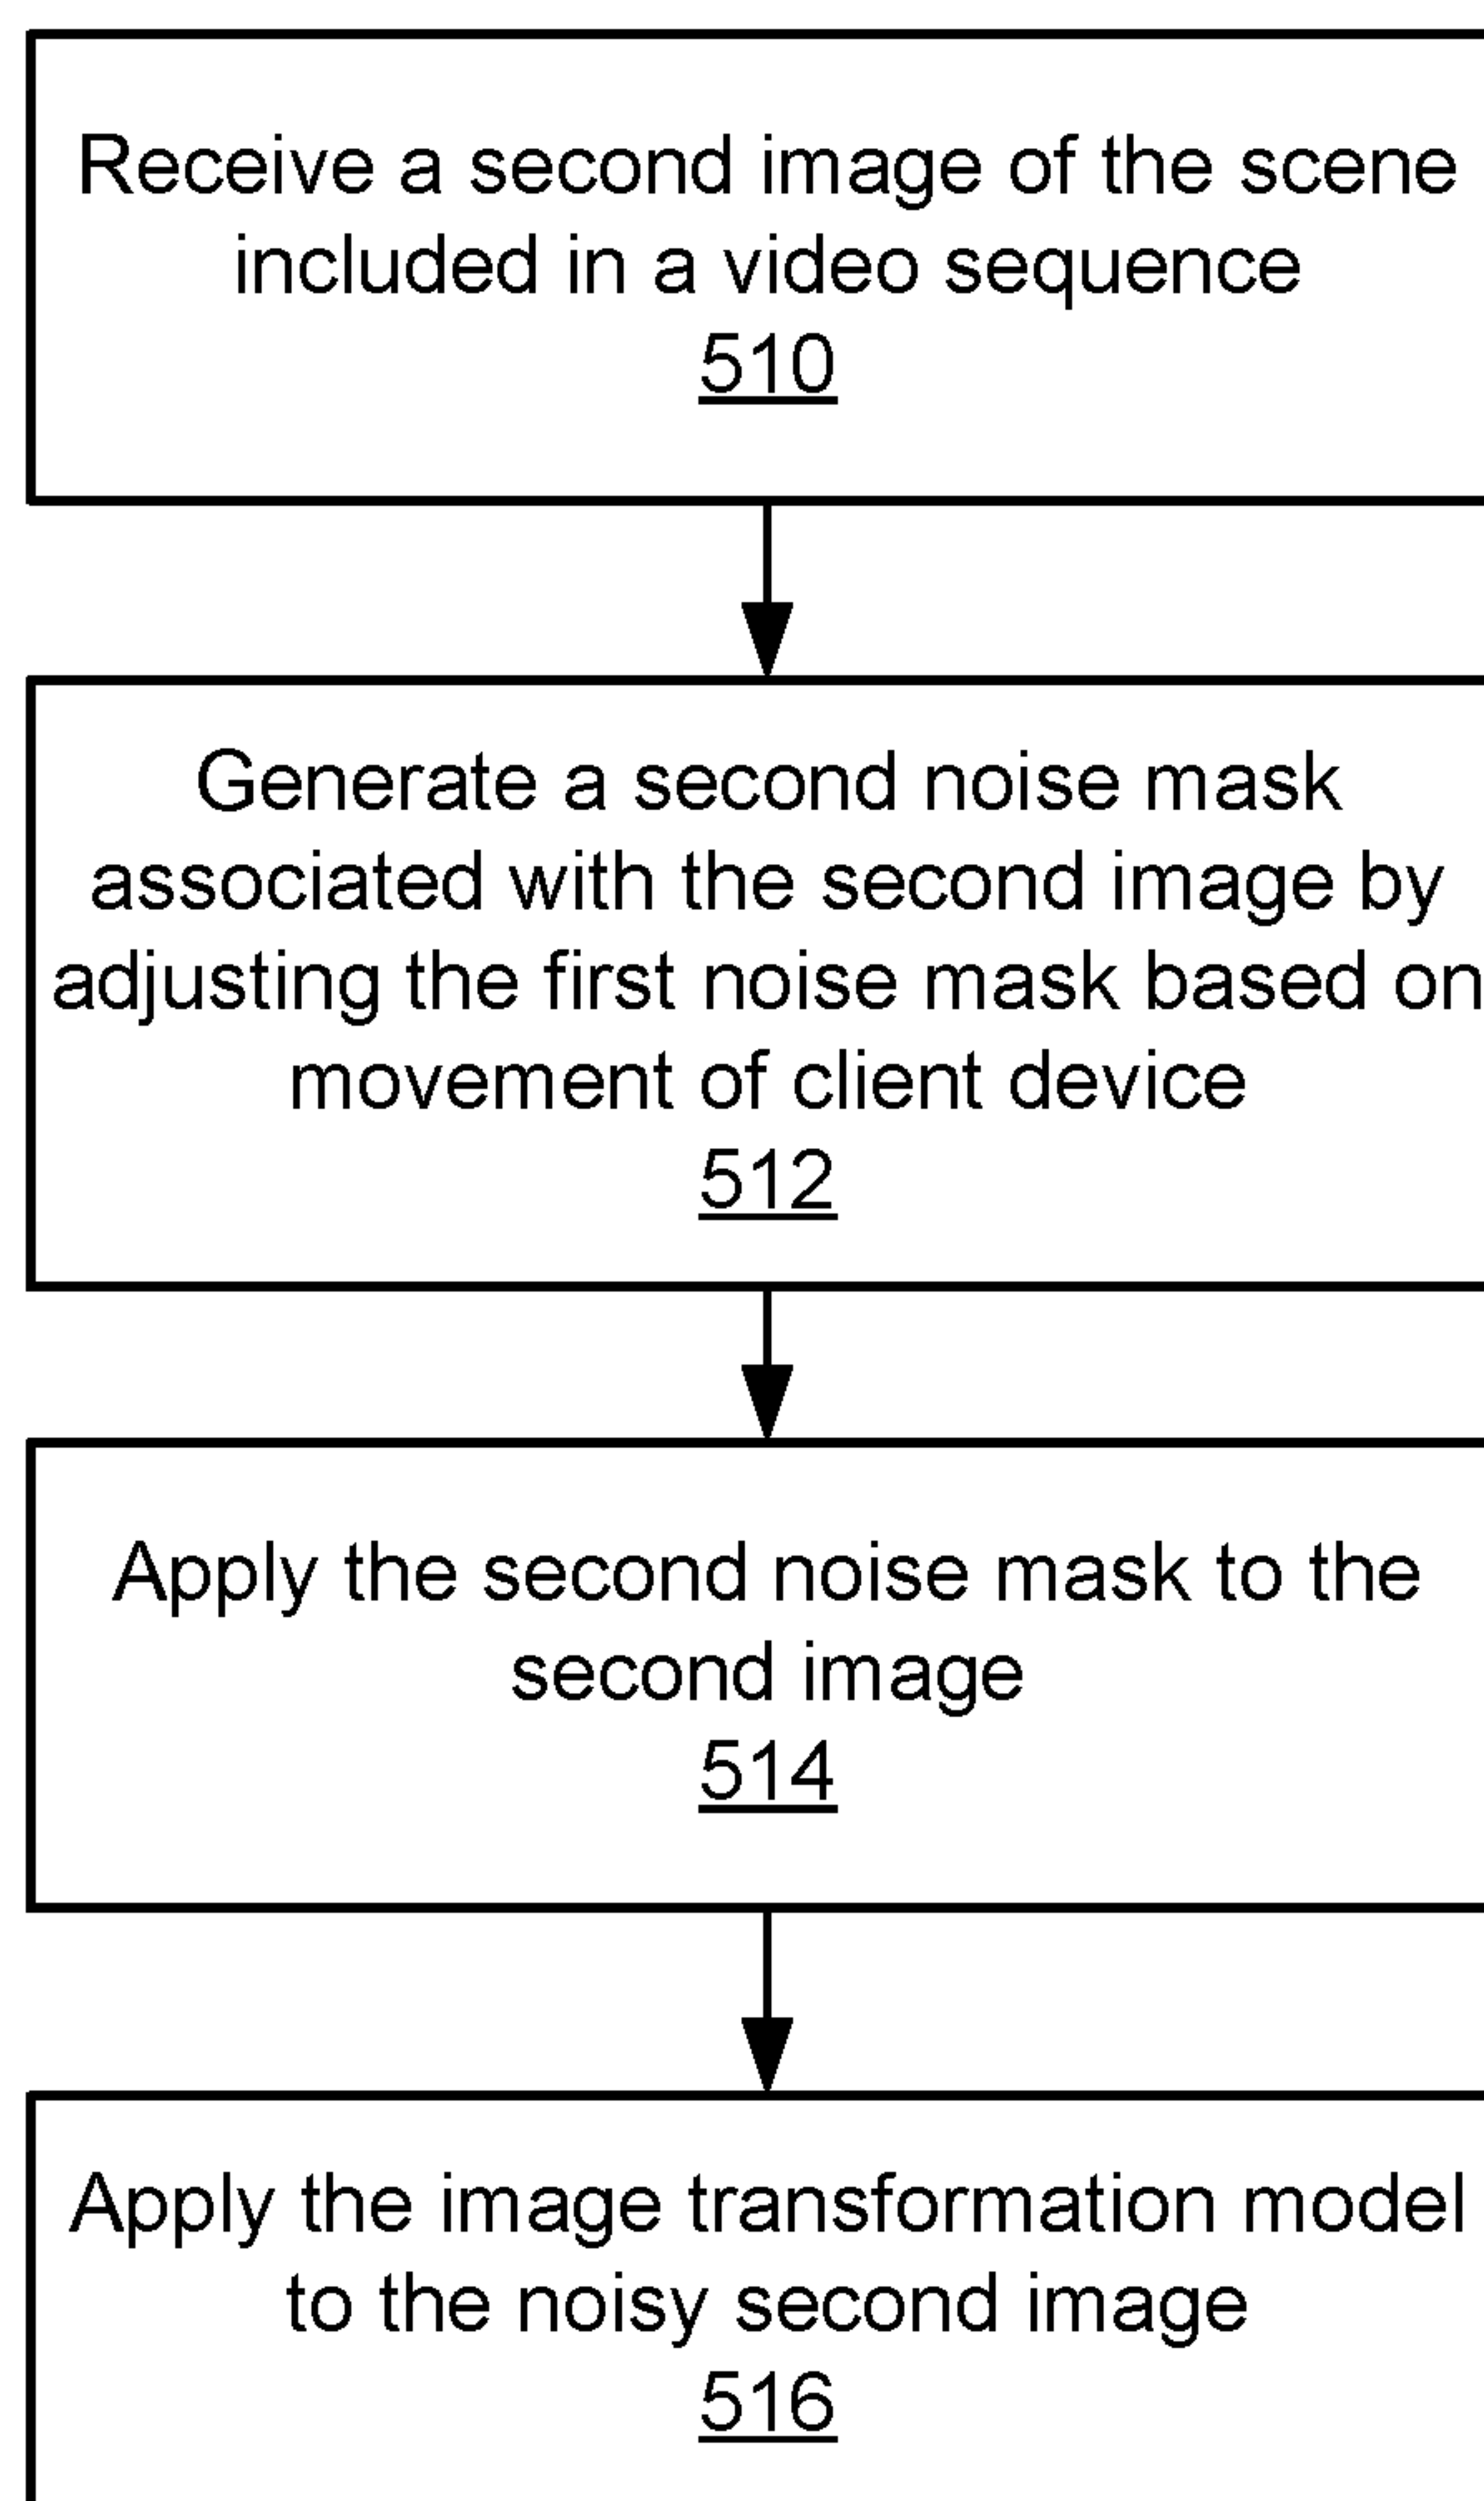 Receive a second image of the scene
included in a video sequence
510
Generate a second noise mask
associated with the second image by
adjusting the first noise mask based on
movement of client device
512
Apply the second noise mask to the
second image
514
Apply the image transformation model
to the noisy second image
516